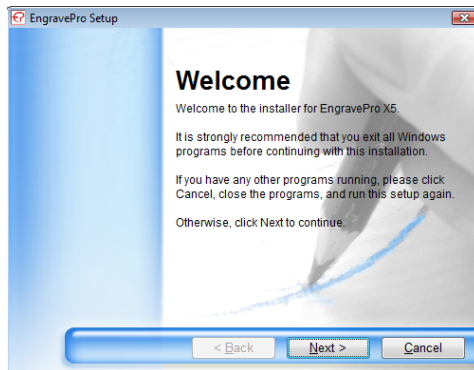 EngravePro Setup
Welcome
Welcome to the installer for EngravePro X5.
It is strongly recommended that you exit all Windows
programs before continuing with this installation.
If you have any other programs running, please click
Cancel, close the programs, and run this setup again.
Otherwise, click Next to continue.
< Back Next > Cancel